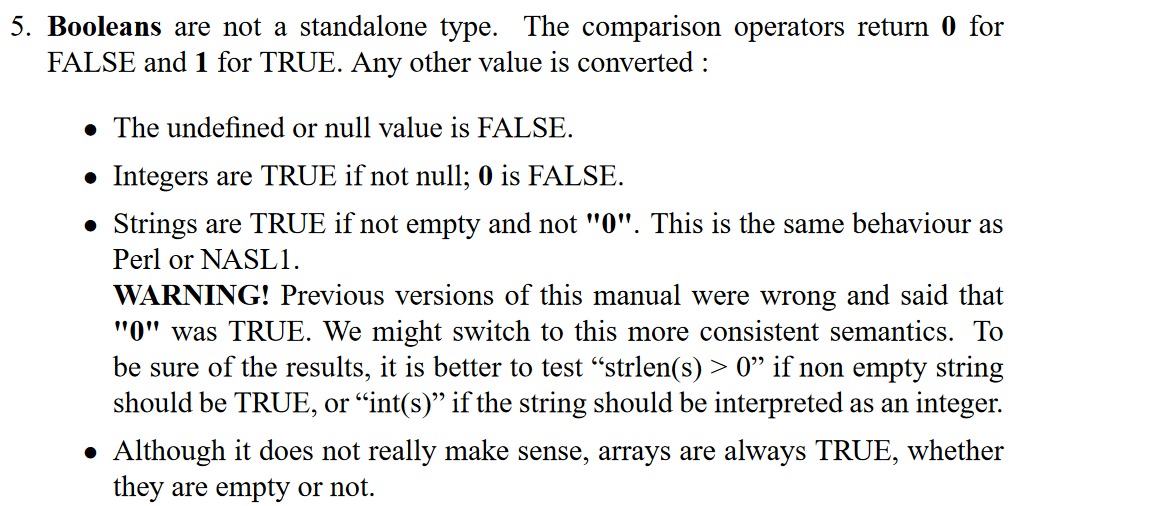 5. Booleans are not a standalone type. The comparison operators return 0 for
FALSE and 1 for TRUE. Any other value is converted :
• The undefined or null value is FALSE.
• Integers are TRUE if not null; 0 is FALSE.
• Strings are TRUE if not empty and not "0". This is the same behaviour as
Perl or NASL1.
WARNING! Previous versions of this manual were wrong and said that
"0" was TRUE. We might switch to this more consistent semantics. To
be sure of the results, it is better to test “strlen(s) > 0” if non empty string
should be TRUE, or “int(s)” if the string should be interpreted as an integer.
• Although it does not really make sense, arrays are always TRUE, whether
they are empty or not.